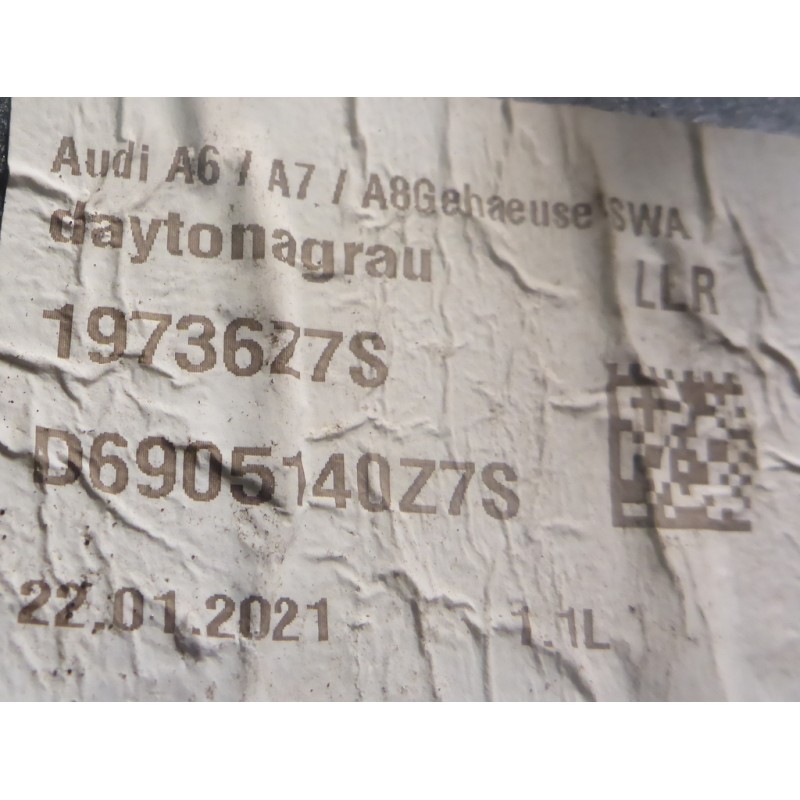 Audi A6 / A7 / A8Gehaeuse SWA
daytonagrau
LLR
19736Z7S
D6905140Z7S
22.01.2021 1.1L